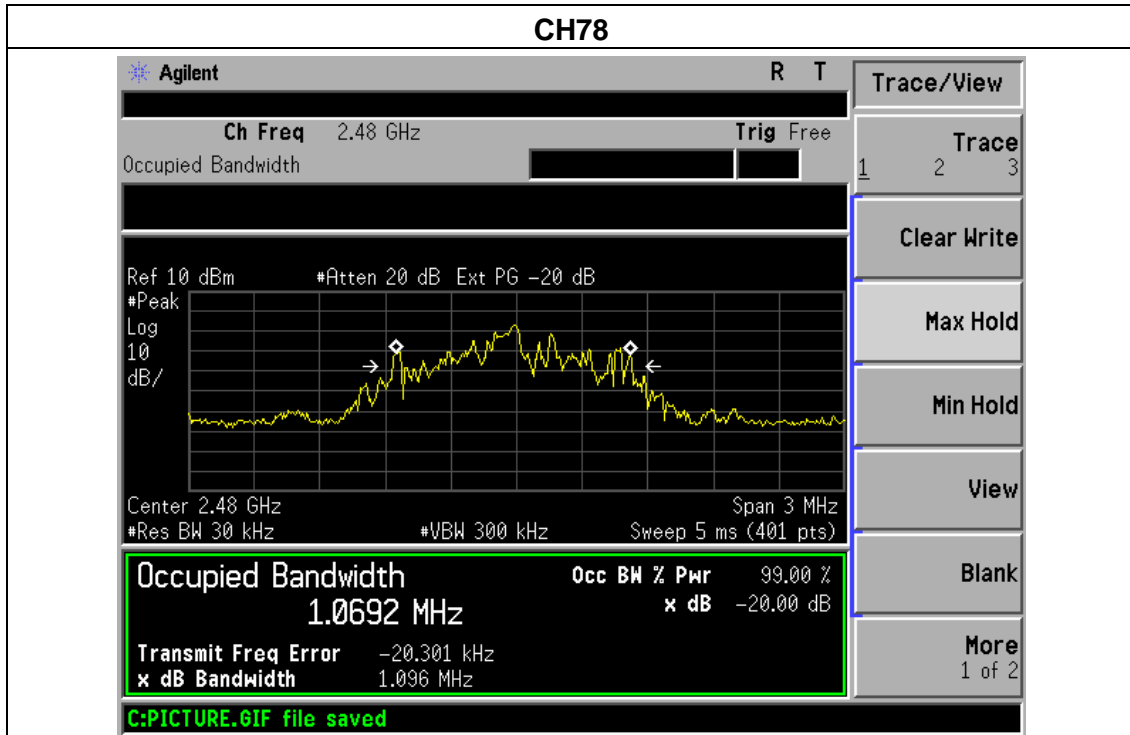 CH78
Agilent R T
Trace/View
Ch Freq 2.48 GHz Trig Free
Occupied Bandwidth
Trace
1 2 3
Clear Write
Ref 10 dBm #Atten 20 dB Ext PG -20 dB
#Peak
Log
10
dB/
Max Hold
Min Hold
View
Center 2.48 GHz Span 3 MHz
#Res BW 30 kHz #VBW 300 kHz Sweep 5 ms (401 pts)
Occupied Bandwidth Occ BW % Pwr 99.00 %
1.0692 MHz x dB -20.00 dB
Blank
Transmit Freq Error -20.301 kHz
x dB Bandwidth 1.096 MHz
More
1 of 2
C:PICTURE.GIF file saved